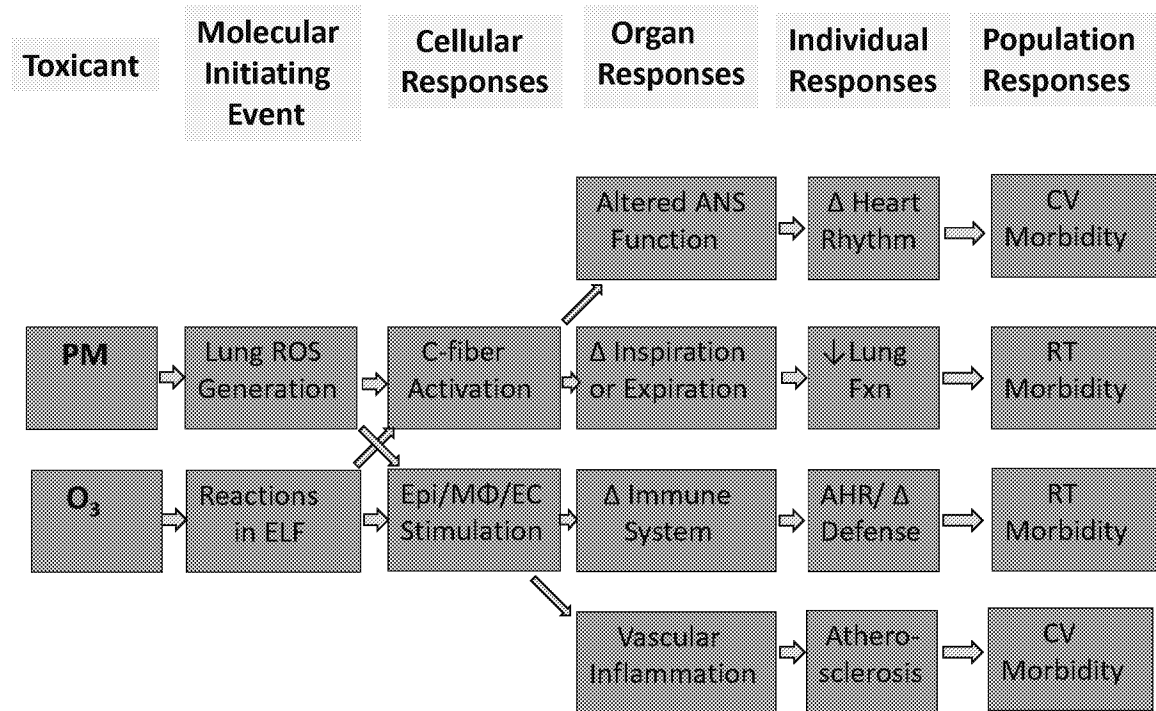 Toxicant
Molecular
Initiating
Event
Cellular
Responses
Organ
Responses
Individual
Responses
Population
Responses
Altered ANS
Function
Δ Heart
Rhythm
CV
Morbidity
PM
Lung ROS
Generation
C-fiber
Activation
Δ Inspiration
or Expiration
↓Lung
Fxn
RT
Morbidity
O₃
Reactions
in ELF
Epi/MΦ/EC
Stimulation
Δ Immune
System
AHR/ Δ
Defense
RT
Morbidity
Vascular
Inflammation
Athero-
sclerosis
CV
Morbidity